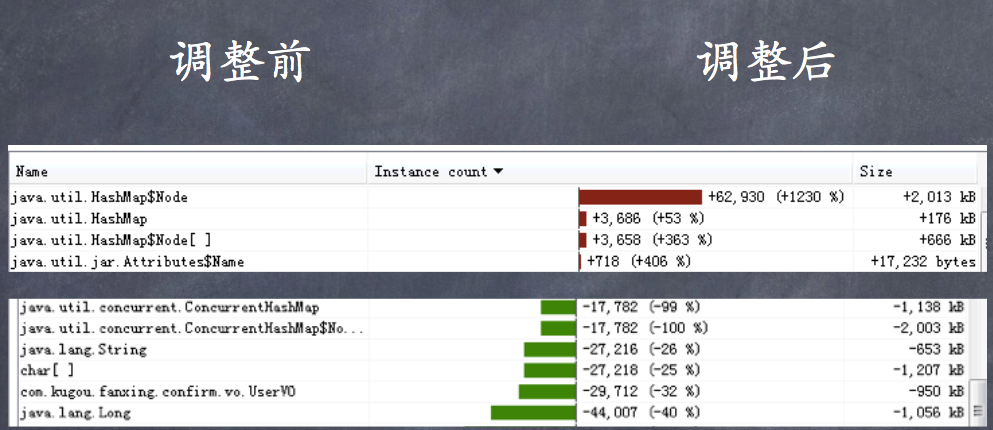 调整前 调整后
Name Instance count Size
java.util.HashMap$Node +62,930 (+1230 %) +2,013 kB
java.util.HashMap +3,686 (+53 %) +176 kB
java.util.HashMap$Node[ ] +3,658 (+363 %) +666 kB
java.util.jar.Attributes$Name +718 (+406 %) +17,232 bytes
java.util.concurrent.ConcurrentHashMap -17,782 (-99 %) -1,138 kB
java.util.concurrent.ConcurrentHashMap$No... -17,782 (-100 %) -2,003 kB
java.lang.String -27,216 (-26 %) -653 kB
char[ ] -27,218 (-25 %) -1,207 kB
com.kugou.fanxing.confirm.vo.UserVO -29,712 (-32 %) -950 kB
java.lang.Long -44,007 (-40 %) -1,056 kB